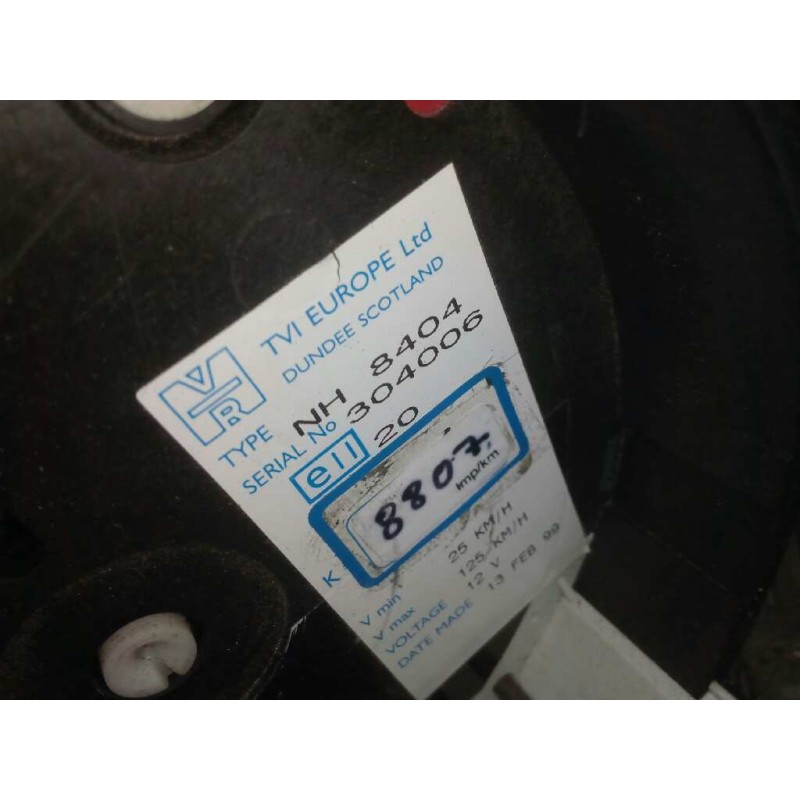 VTR
TVI EUROPE Ltd
DUNDEE SCOTLAND
TYPE NH 8404
SERIAL No 304006
e11 20
K 8807 imp/km
V min 25 KM/H
V max 125 KM/H
VOLTAGE 12 V
DATE MADE 13 FEB 99